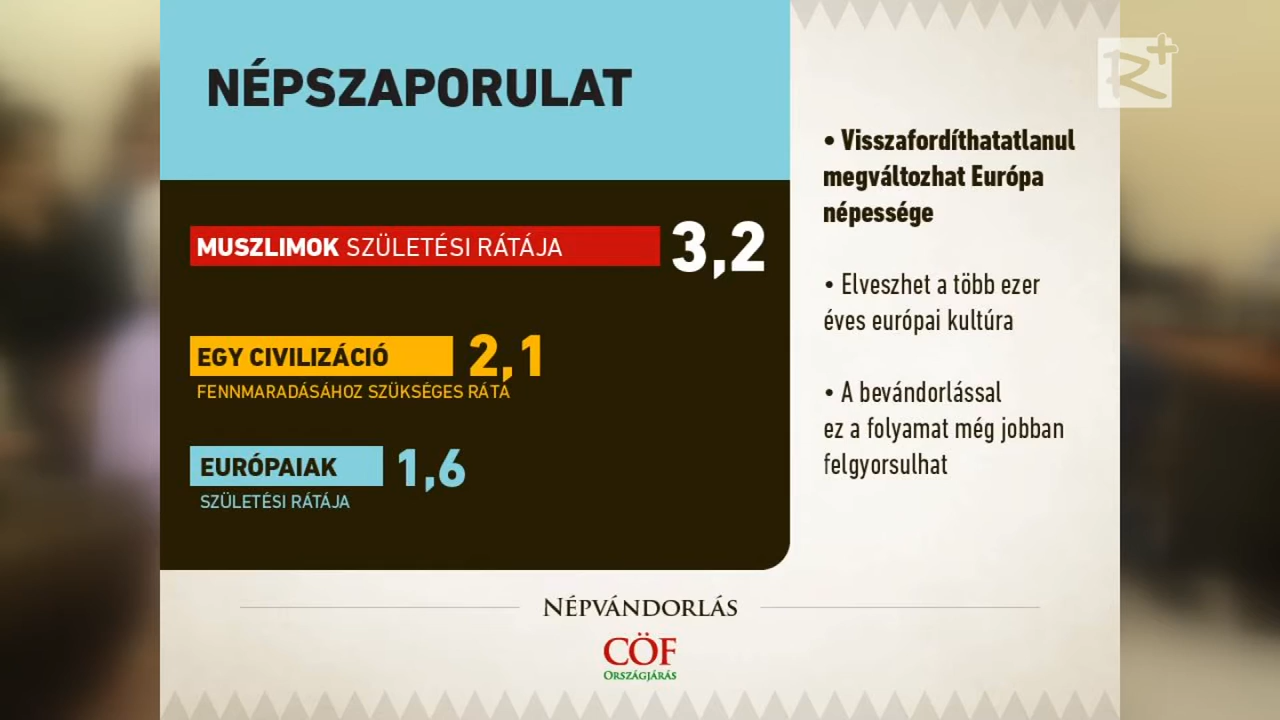 NÉPSZAPORULAT
MUSZLIMOK SZÜLETÉSI RÁTÁJA 3,2
EGY CIVILIZÁCIÓ 2,1
FENNMARADÁSÁHOZ SZÜKSÉGES RÁTA
EURÓPAIAK 1,6
SZÜLETÉSI RÁTÁJA
• Visszafordíthatatlanul
megváltozhat Európa
népessége
• Elveszhet a több ezer
éves európai kultúra
• A bevándorlással
ez a folyamat még jobban
felgyorsulhat
NÉPVÁNDORLÁS
CÖF
ORSZÁGJÁRÁS
R+